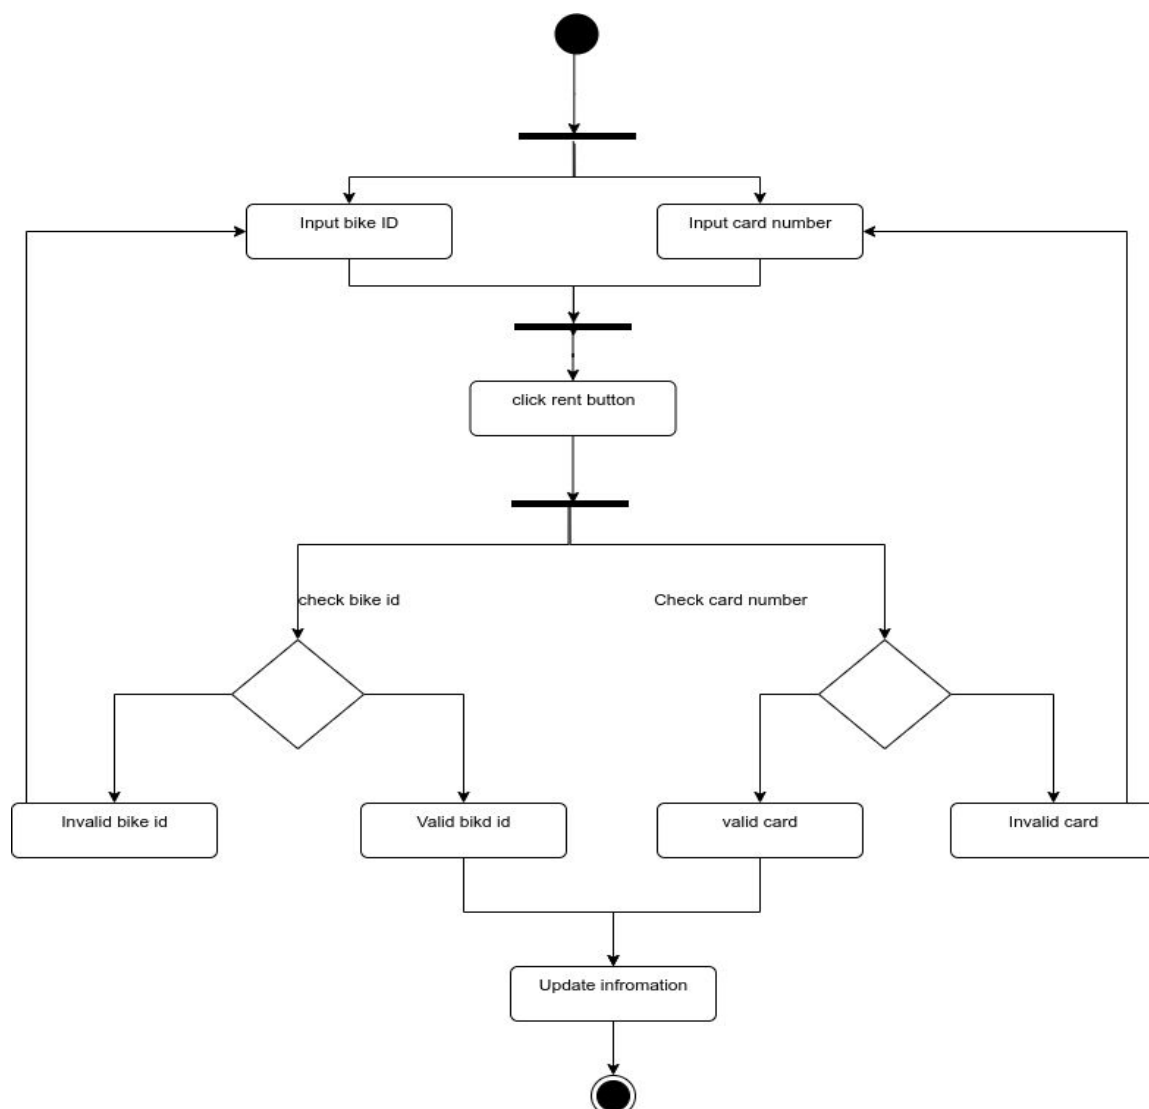 Input bike ID
Input card number
click rent button
check bike id
Check card number
Invalid bike id
Valid bikd id
valid card
Invalid card
Update infromation